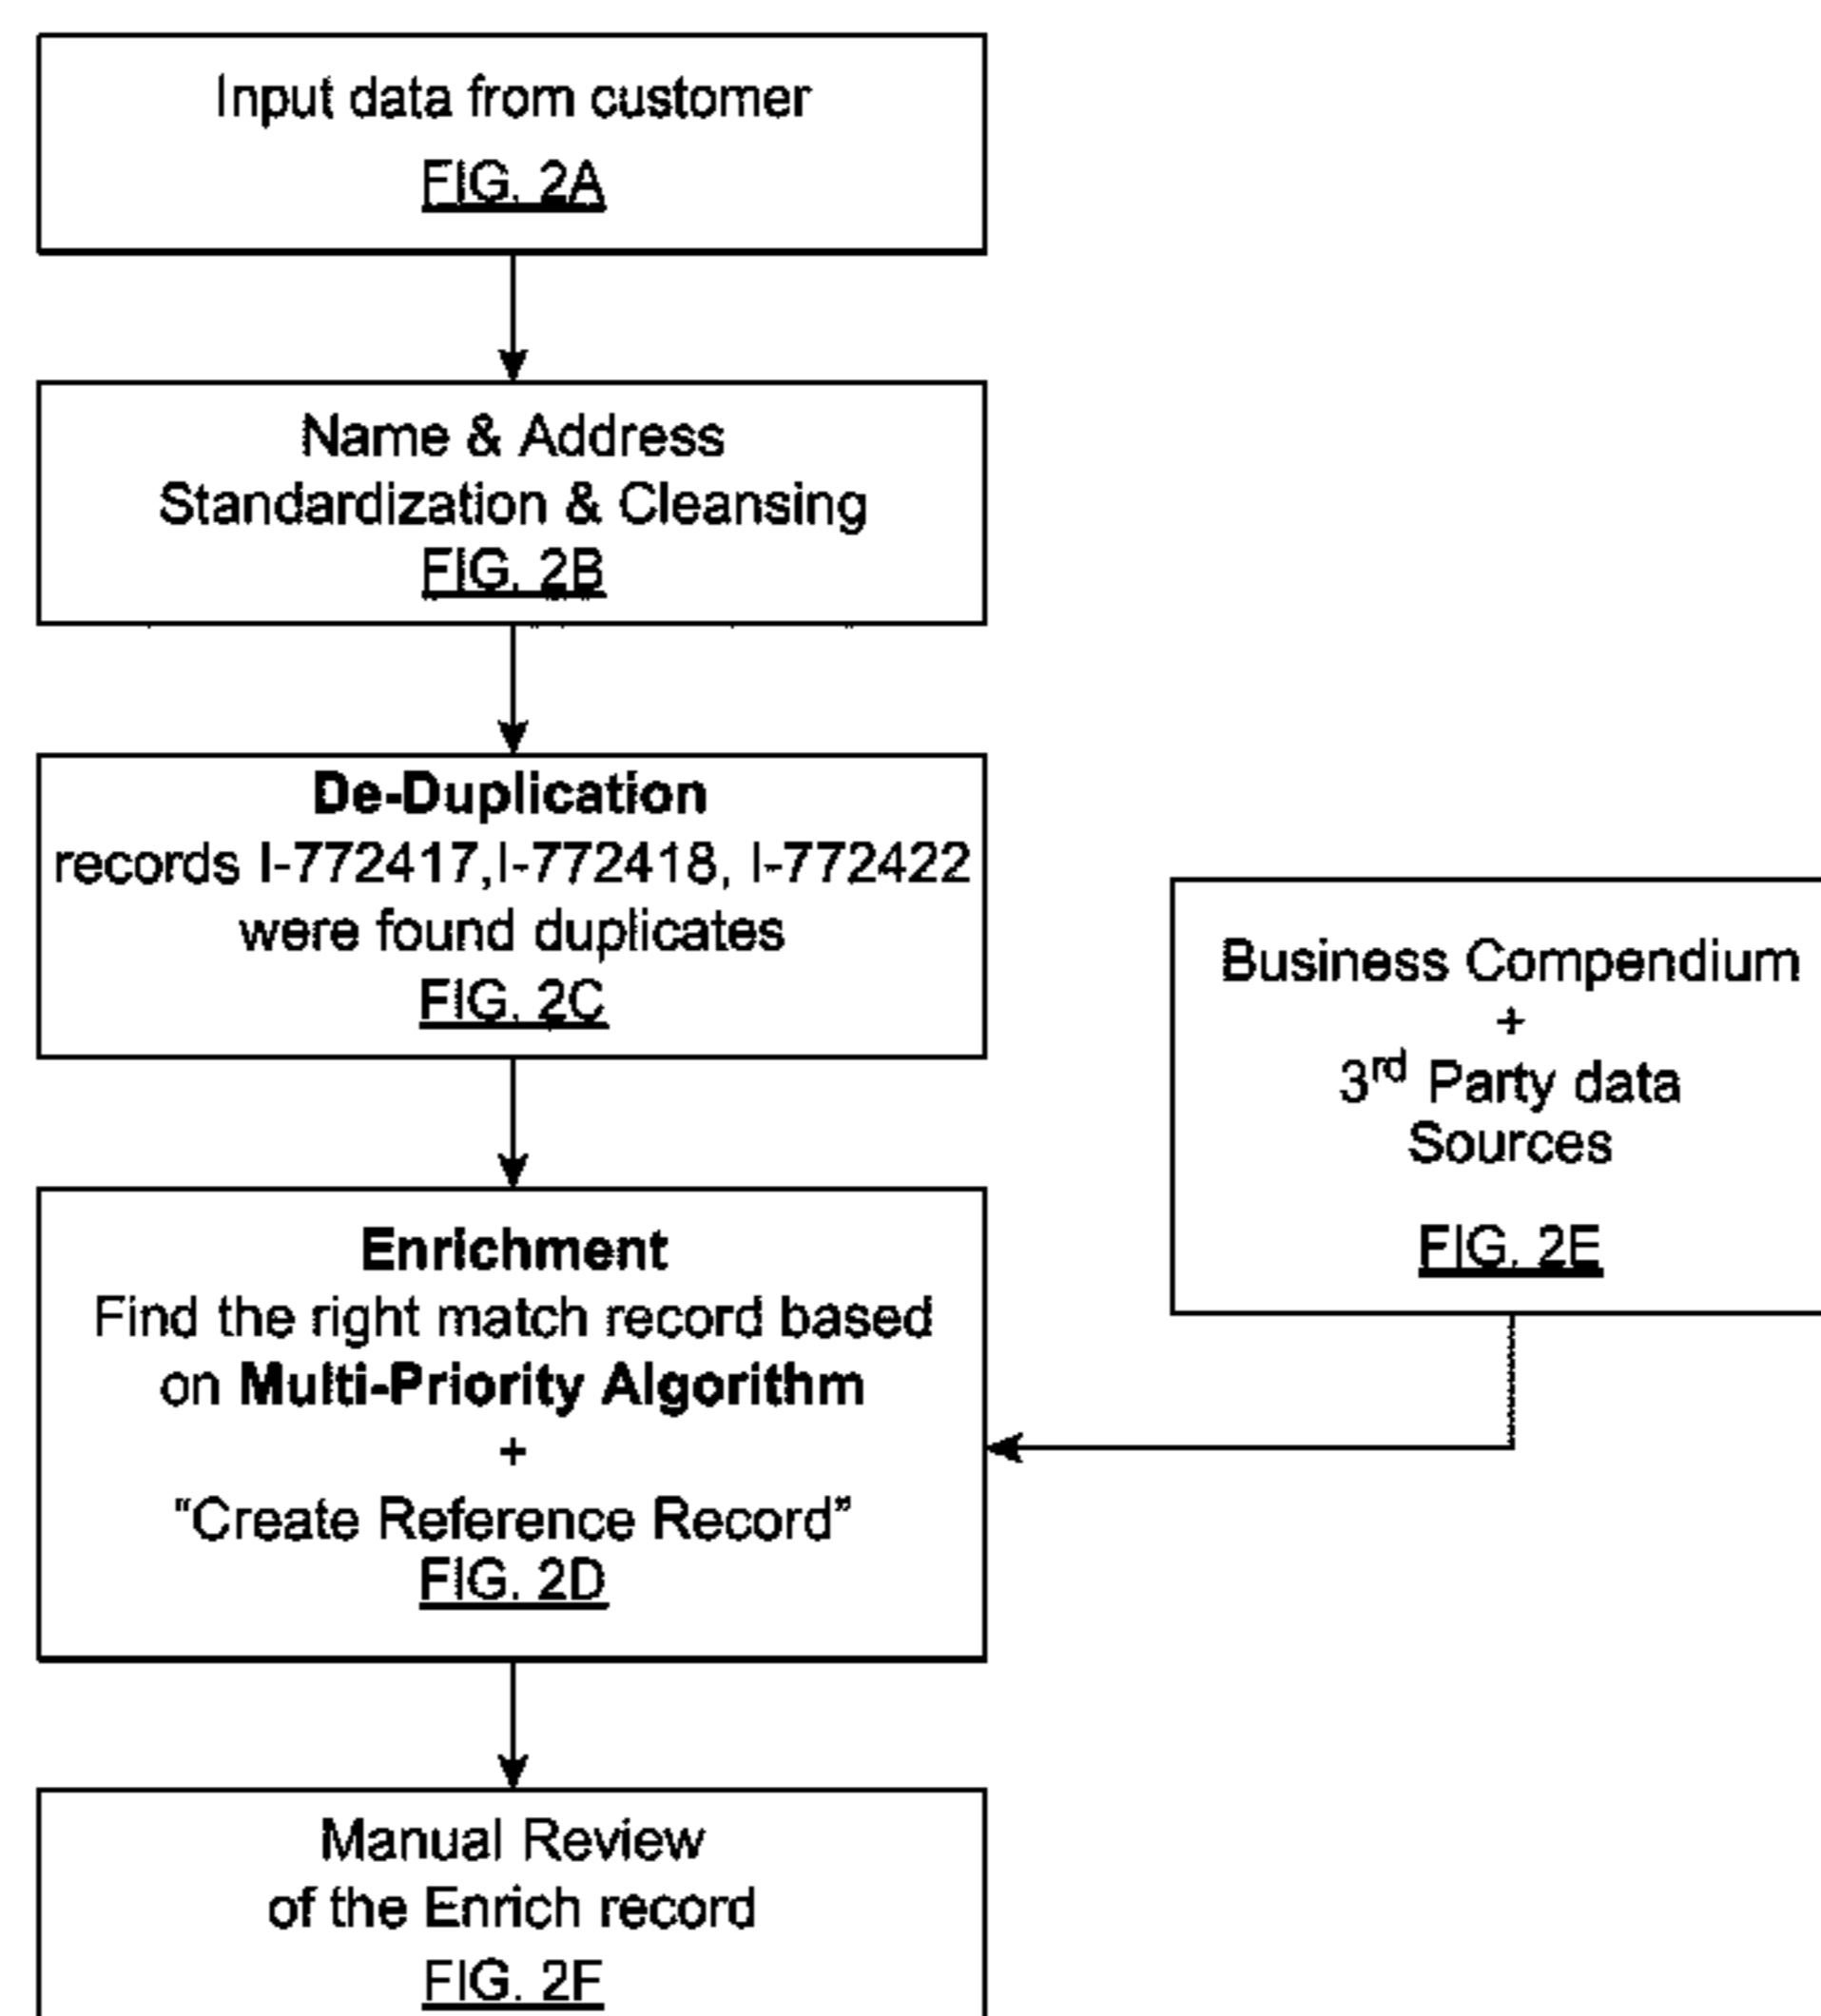 Input data from customer
FIG. 2A
Name & Address
Standardization & Cleansing
FIG. 2B
De-Duplication
records I-772417,I-772418, I-772422
were found duplicates
FIG. 2C
Business Compendium
+
3rd Party data
Sources
FIG. 2E
Enrichment
Find the right match record based
on Multi-Priority Algorithm
+
“Create Reference Record”
FIG. 2D
Manual Review
of the Enrich record
FIG. 2F